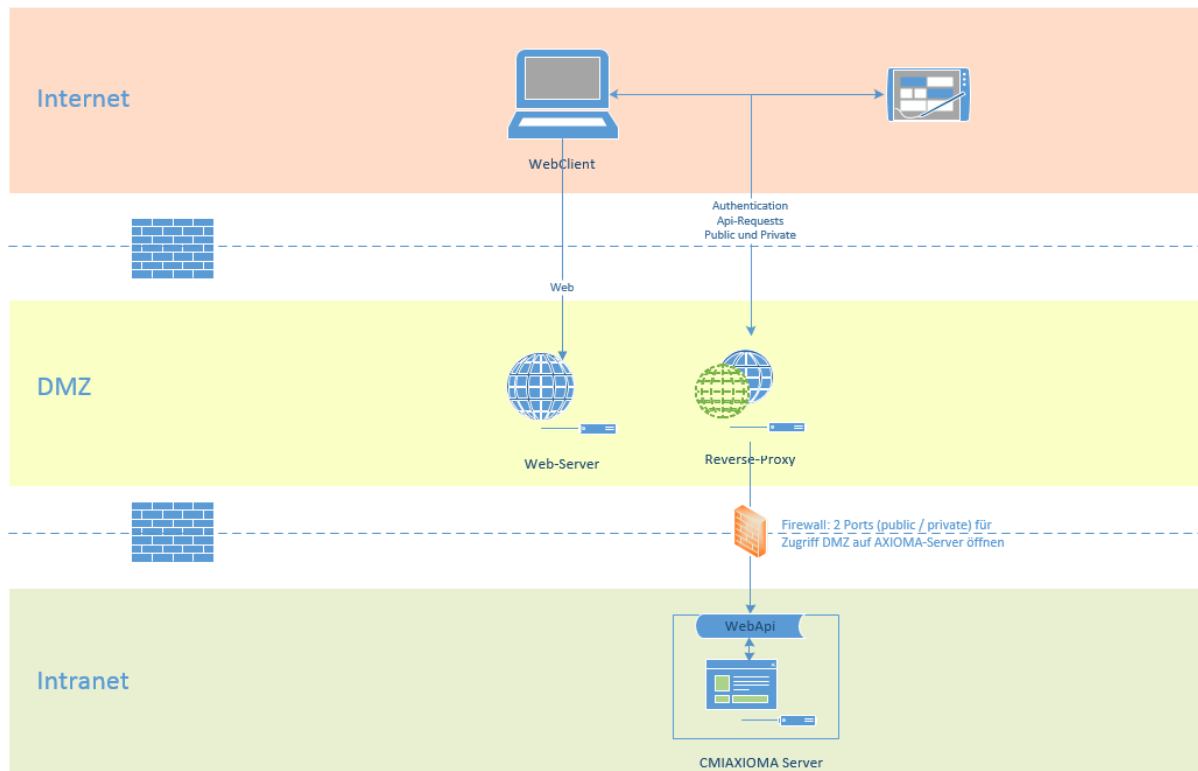 Internet
WebClient
Authentication
Api-Requests
Public und Private
Web
DMZ
Web-Server
Reverse-Proxy
Firewall: 2 Ports (public / private) für
Zugriff DMZ auf AXIOMA-Server öffnen
WebApi
Intranet
CMIAXIOMA Server